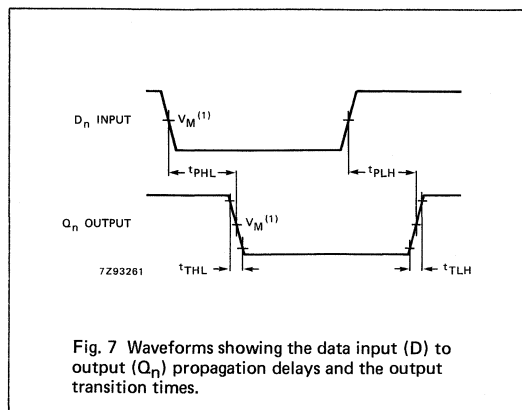 Dn INPUT
VM(1)
tPHL
tPLH
Qn OUTPUT
VM(1)
7Z93261
tTHL
tTLH
Fig. 7 Waveforms showing the data input (D) to
output (Qn) propagation delays and the output
transition times.